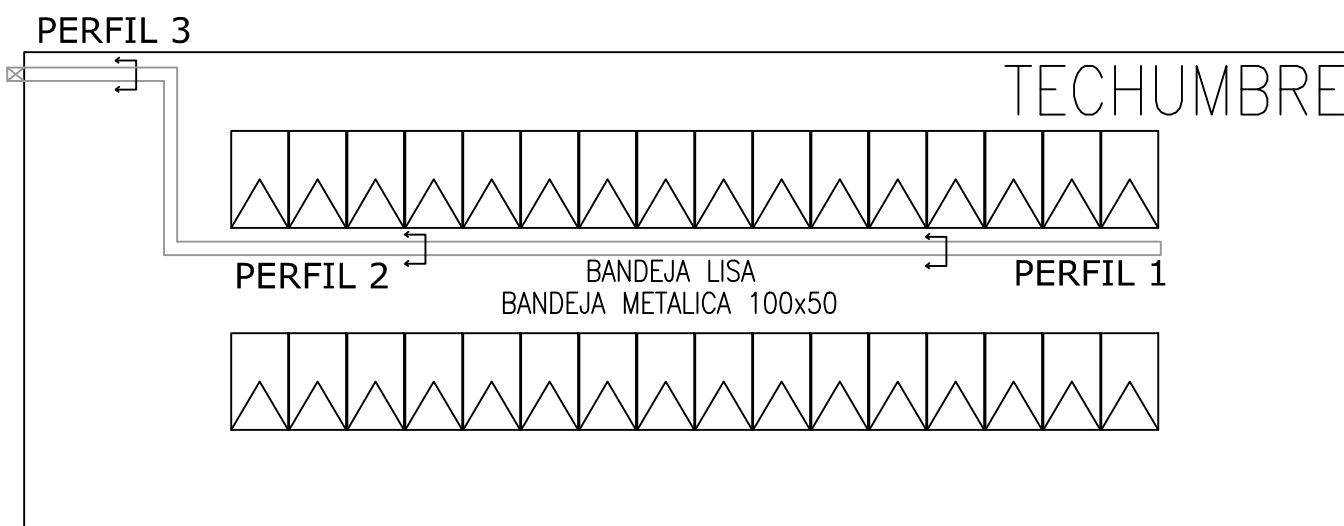 PERFIL 3
TECHUMBRE
PERFIL 2
BANDEJA LISA
BANDEJA METALICA 100x50
PERFIL 1